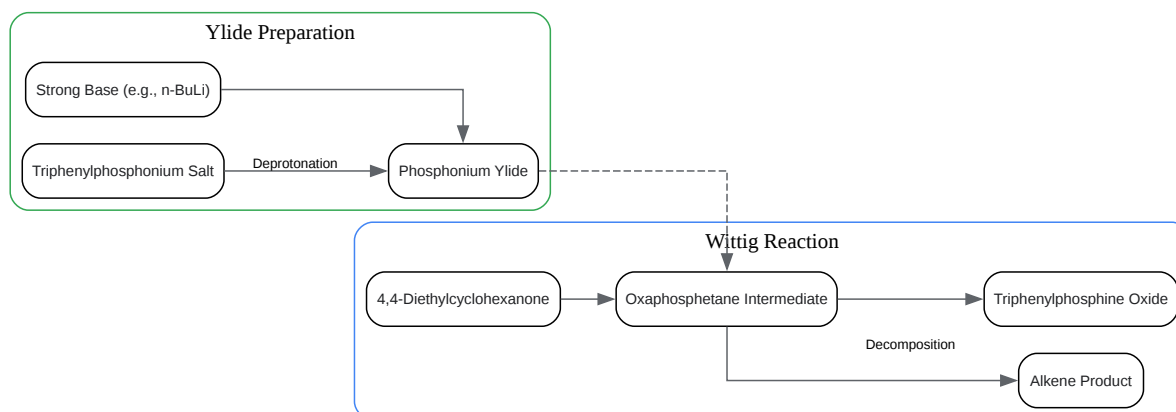 Ylide Preparation
Strong Base (e.g., n-BuLi)
Triphenylphosphonium Salt
Deprotonation
Phosphonium Ylide
Wittig Reaction
4,4-Diethylcyclohexanone
Oxaphosphetane Intermediate
Triphenylphosphine Oxide
Decomposition
Alkene Product